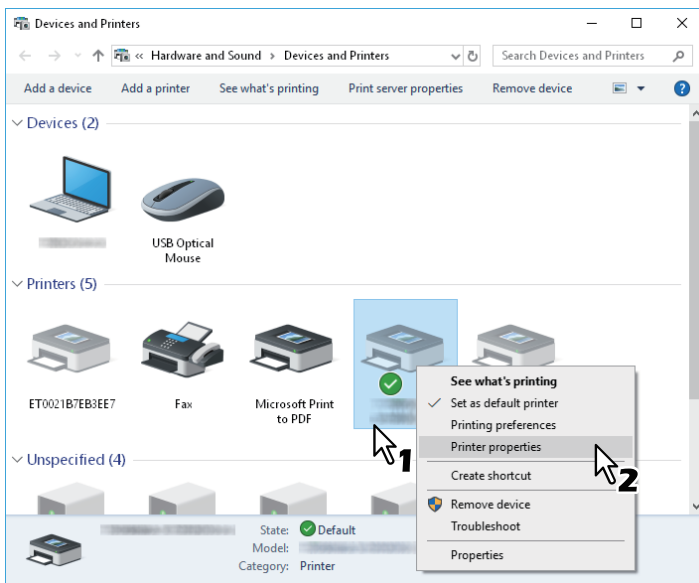 Devices and Printers
« Hardware and Sound > Devices and Printers
Search Devices and Printers
Add a device
Add a printer
See what's printing
Print server properties
Remove device
?
Devices (2)
USB Optical
Mouse
Printers (5)
ET0021B7EB3EE7
Fax
Microsoft Print
to PDF
1
See what's printing
Set as default printer
Printing preferences
Printer properties
2
Create shortcut
Remove device
Troubleshoot
Properties
Unspecified (4)
State: Default
Model:
Category: Printer